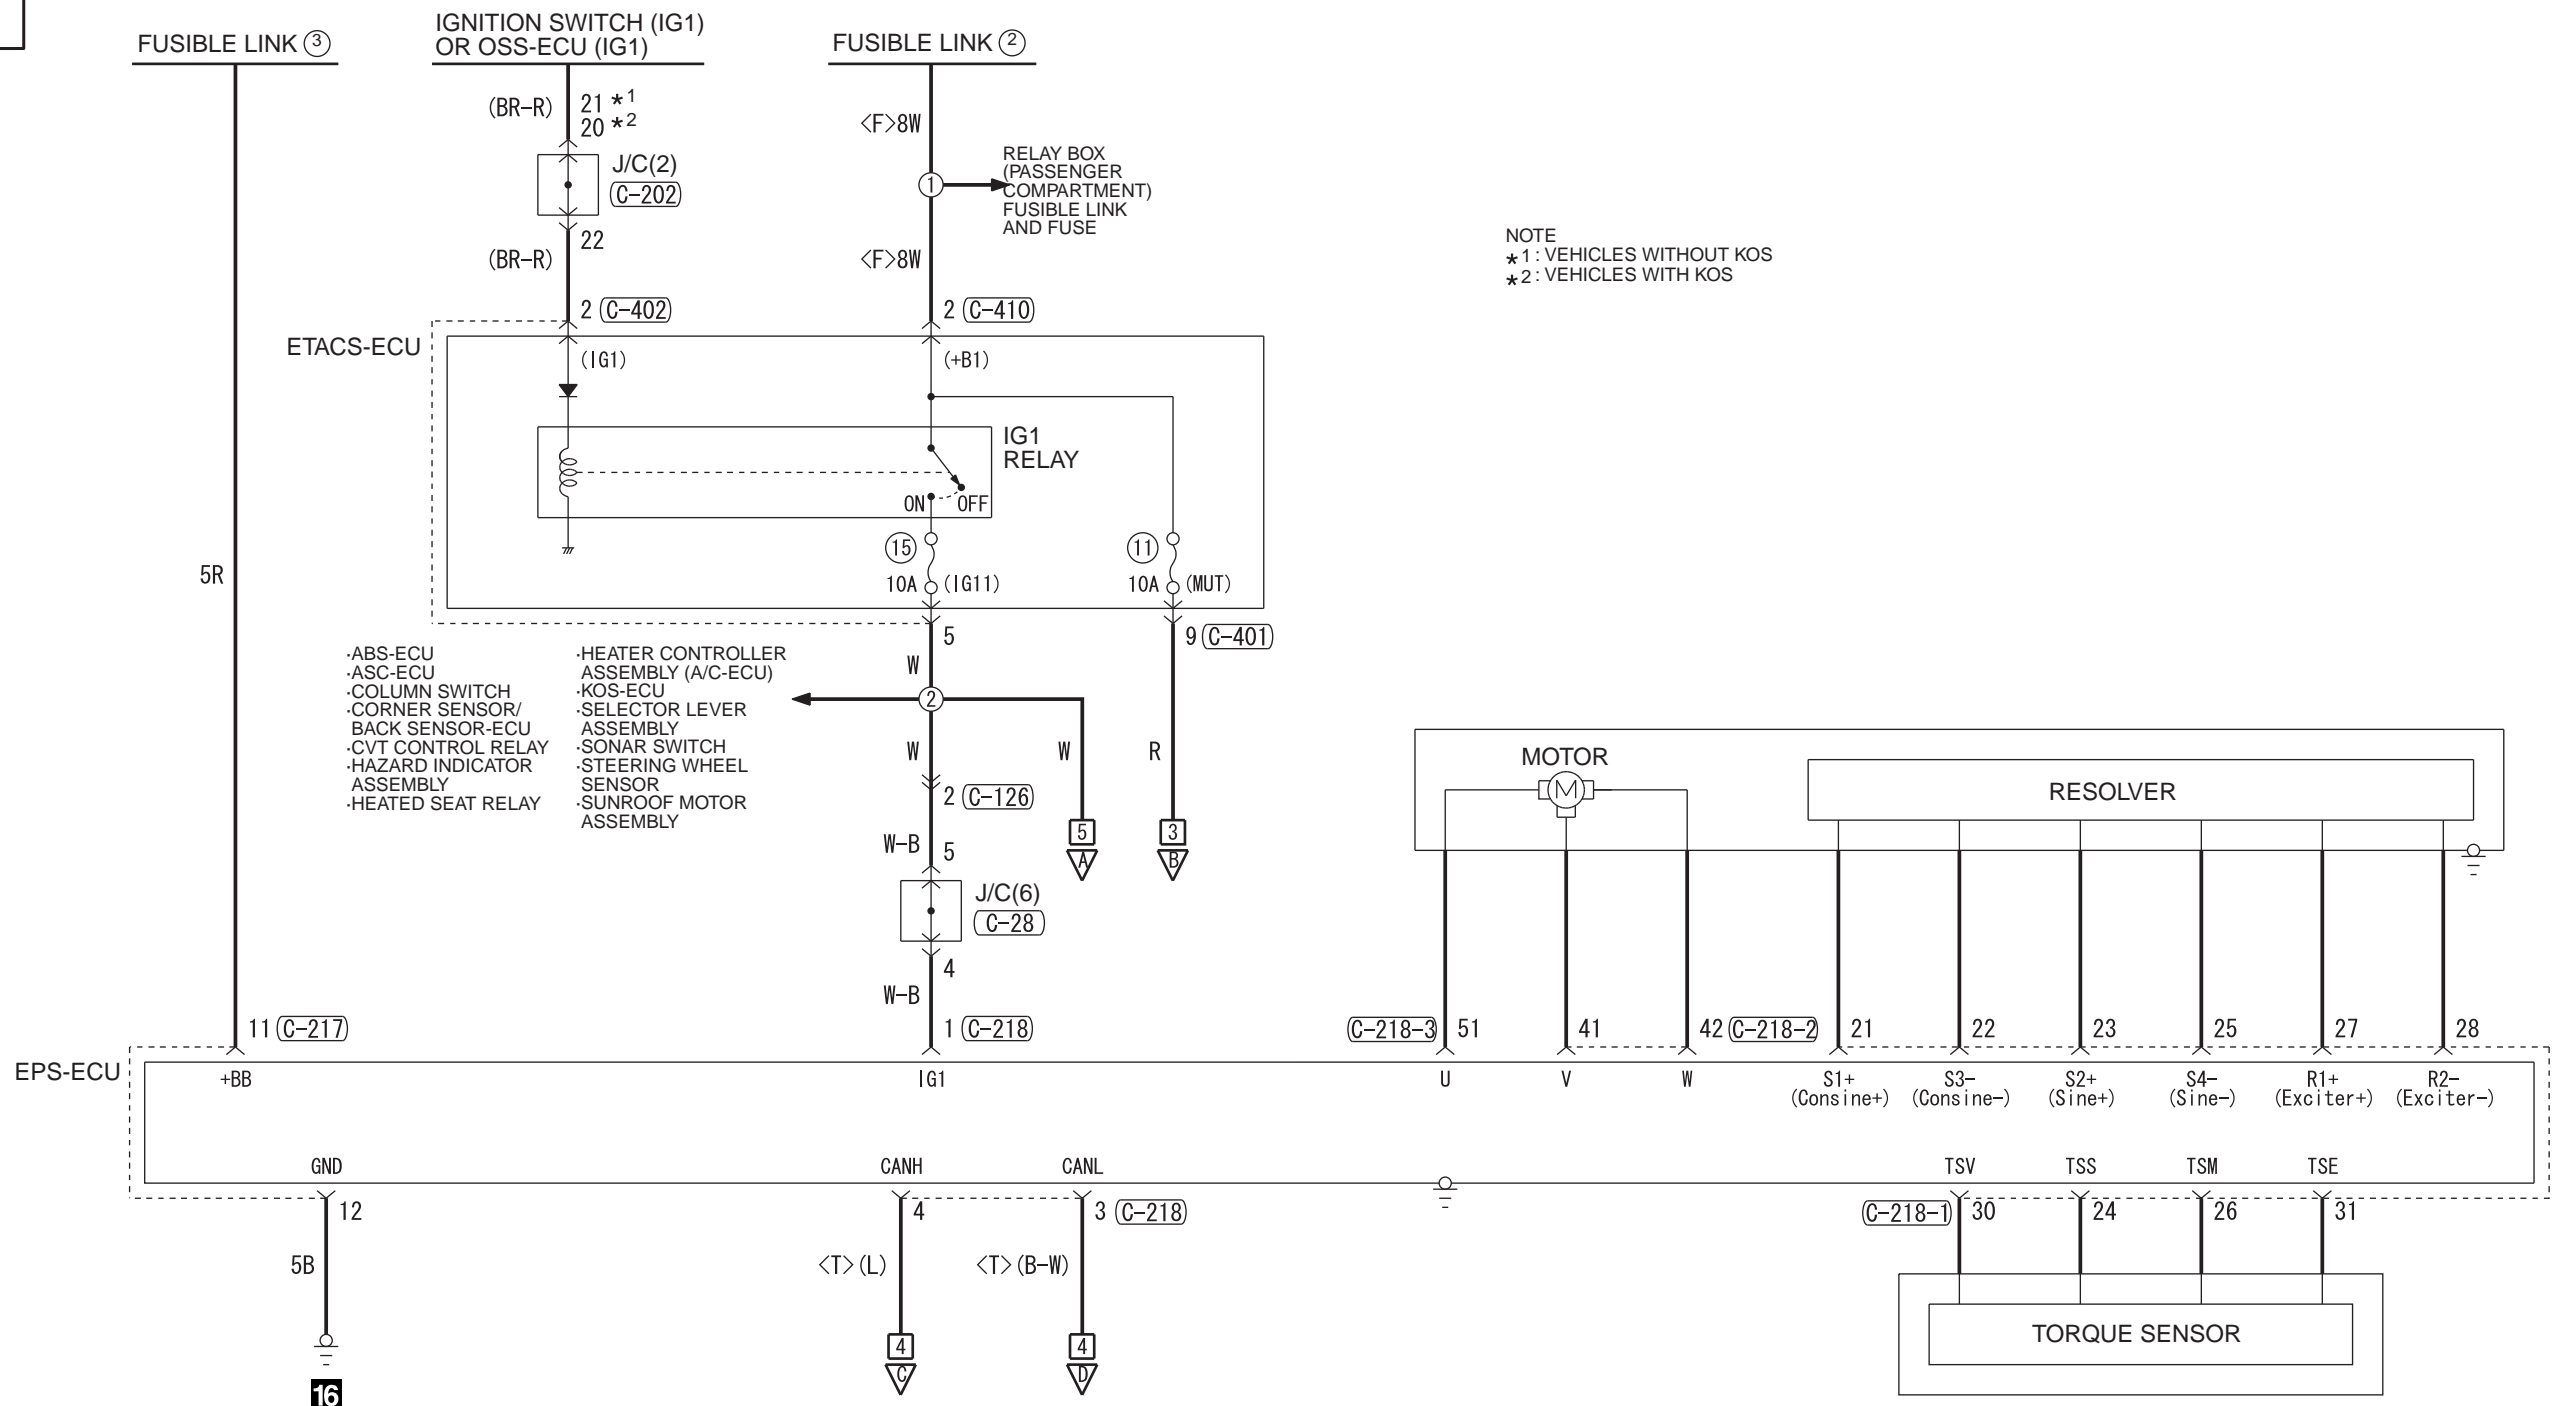 FUSIBLE LINK 3
IGNITION SWITCH (IG1)
OR OSS-ECU (IG1)
FUSIBLE LINK 2
(BR-R)
21 *1
20 *2
J/C(2)
(C-202)
22
(BR-R)
<F>8W
1
RELAY BOX
(PASSENGER
COMPARTMENT)
FUSIBLE LINK
AND FUSE
<F>8W
NOTE
*1 : VEHICLES WITHOUT KOS
*2 : VEHICLES WITH KOS
2 (C-402)
2 (C-410)
ETACS-ECU
(IG1)
(+B1)
IG1
RELAY
ON
OFF
15
10A
(IG11)
11
10A
(MUT)
5R
5
9 (C-401)
·ABS-ECU
·ASC-ECU
·COLUMN SWITCH
·CORNER SENSOR/
BACK SENSOR-ECU
·CVT CONTROL RELAY
·HAZARD INDICATOR
ASSEMBLY
·HEATED SEAT RELAY
·HEATER CONTROLLER
ASSEMBLY (A/C-ECU)
·KOS-ECU
·SELECTOR LEVER
ASSEMBLY
·SONAR SWITCH
·STEERING WHEEL
SENSOR
·SUNROOF MOTOR
ASSEMBLY
W
2
W
W
R
2 (C-126)
5
A
3
B
W-B
5
J/C(6)
(C-28)
4
W-B
MOTOR
M
RESOLVER
11 (C-217)
1 (C-218)
(C-218-3) 51
41
42
(C-218-2) 21
22
23
25
27
28
EPS-ECU
+BB
IG1
U
V
W
S1+
(Consine+)
S3-
(Consine-)
S2+
(Sine+)
S4-
(Sine-)
R1+
(Exciter+)
R2-
(Exciter-)
GND
CANH
CANL
TSV
TSS
TSM
TSE
12
4
3 (C-218)
(C-218-1) 30
24
26
31
5B
<T>(L)
<T>(B-W)
16
4
C
4
D
TORQUE SENSOR